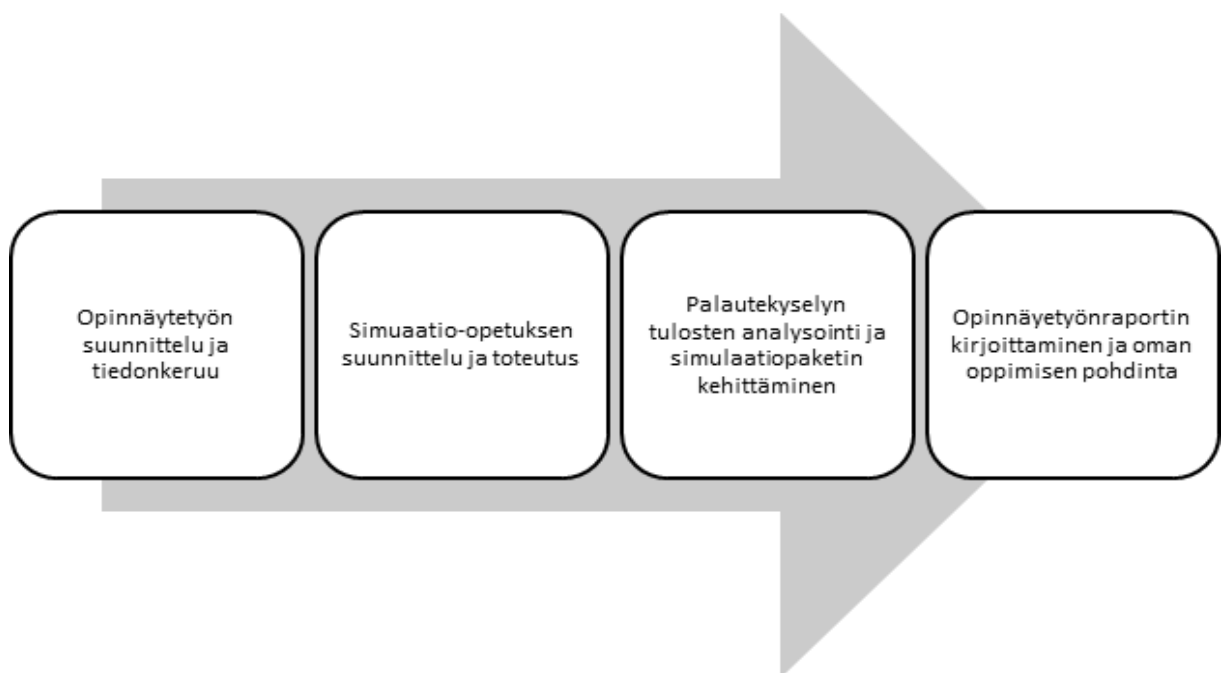 Opinnäytetyön
suunnittelu ja
tiedonkeruu
Simuaatio-opetuksen
suunnittelu ja toteutus
Palautekyselyn
tulosten analysointi ja
simulaatiopaketin
kehittäminen
Opinnäyetyönraportin
kirjoittaminen ja oman
oppimisen pohdinta